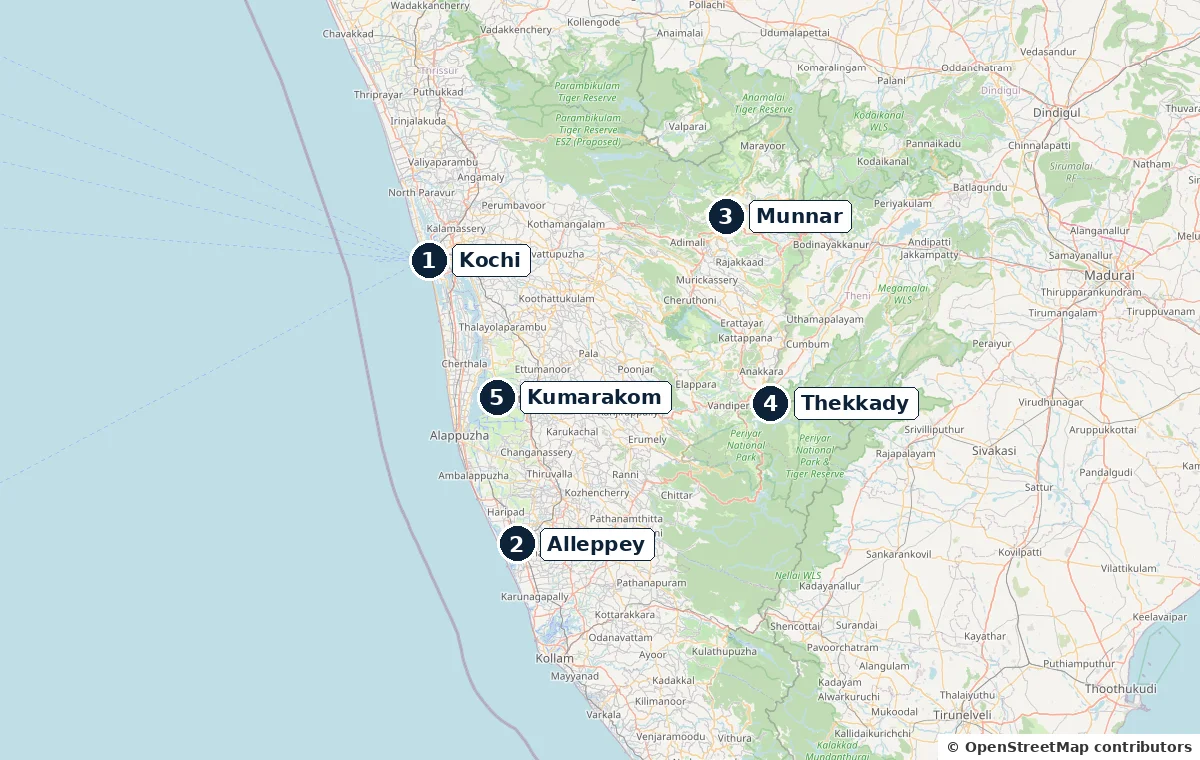 Wadakkancherry
Pollachi
Kollengode
Chavakkad
Vadakkenchery
Anaimalai
Udumalaipettai
Vedasandur
Komaralingam
Oddanchatram
Thrissur
Palani
Parambikulam
Tiger Reserve
Puthukkad
Thriprayar
Anamalai
Tiger Reserve
Dindigul
Dindigul
Irinjalakuda
Parambikulam
Tiger Reserve
ESZ (Proposed)
Valparai
Kodaikanal
WLS
Pannaikadu
Chinnalapatti
Marayoor
Valiyaparambu
Kodaikanal
Sirumalai
RF
Natham
Angamaly
Batlagundu
North Paravur
Perumbavoor
Periyakulam
3
Munnar
Kothamangalam
Kalamassery
Alanganallur
Adimali
Bodinayakkanur
Andipatti
Jakkampatty
Samayanallur
1
Kochi
Rajakkaad
Madurai
Murickassery
Megamalai
WLS
Thirupparankundram
Koothattukulam
Cheruthoni
Theni
Tirumangalam
Tiruppuvanam
Thalayolaparambu
Erattayar
Uthamapalayam
Kattappana
Cumbum
Peraiyur
Pala
Cherthala
Ettumanoor
Poonjar
Anakkara
Elappara
5
Kumarakom
4
Thekkady
Virudhunagar
Alappuzha
Karukachal
Erumely
Periyar
National
Park
Periyar
National
Park &
Tiger Reserve
Srivilliputhur
Aruppukkottai
Changanassery
Rajapalayam
Sivakasi
Ambalappuzha
Thiruvalla
Ranni
Pandalgudi
Kozhencherry
Chittar
Sattur
Haripad
Pathanamthitta
2
Alleppey
Sankarankovil
Kovilpatti
Vilattikulam
Nellai WLS
Pathanapuram
Kadayanallur
Karunagapally
Kottarakkara
Keelavaipar
Shencottai
Surandai
Odanavattam
Kayathar
Kulathupuzha
Pavoorchatram
Kollam
Ayoor
Alangulam
Puthiamputhur
Mayyanad
Kadakkal
Kadayam
Thoothukudi
Alwarkuruchi
Thalaiyuthu
Kilimanoor
Varkala
Mukoodal
Tirunelveli
Venjaramoodu
Vithura
Kalakkad
Mundanthurai
Kallidaikurichi
© OpenStreetMap contributors